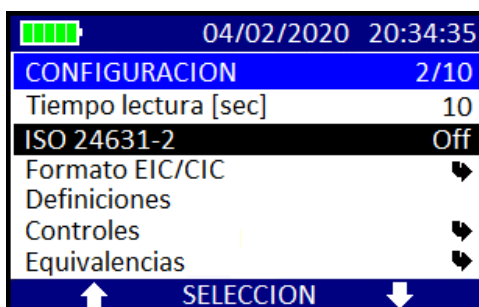 04/02/2020 20:34:35
CONFIGURACION 2/10
Tiempo lectura [sec] 10
ISO 24631-2 Off
Formato EIC/CIC
Definiciones
Controles
Equivalencias
SELECCION